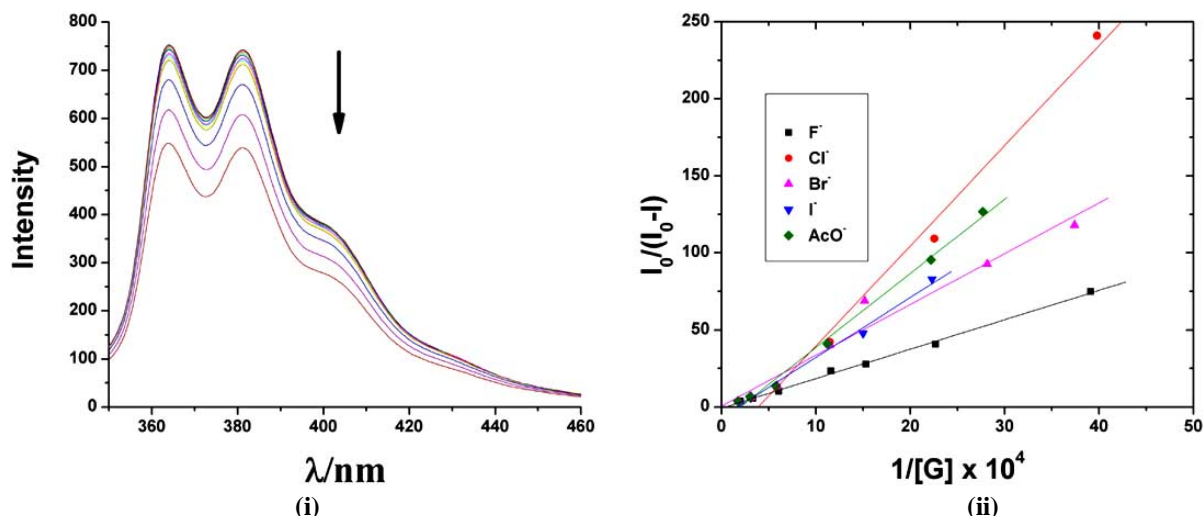 800
700
600
500
400
300
200
100
0
Intensity
360
380
400
420
440
460
λ/nm
(i)
250
200
150
100
50
0
I₀/(I₀-I)
F⁻
Cl⁻
Br⁻
I⁻
AcO⁻
0
10
20
30
40
50
1/[G] x 10⁴
(ii)